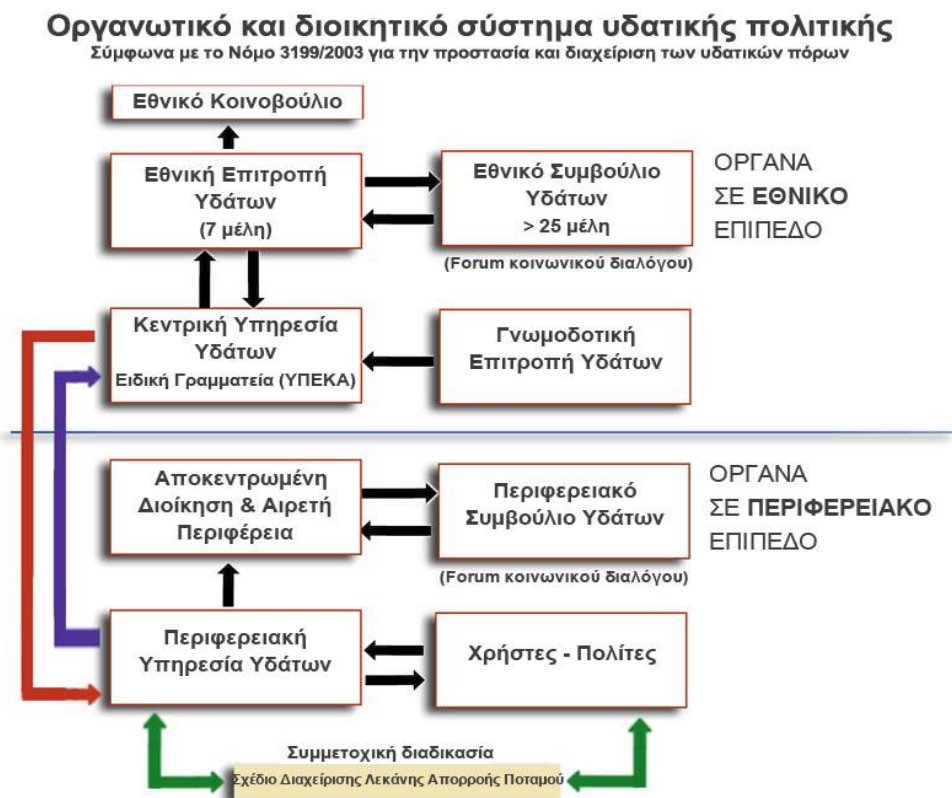 Οργανωτικό και διοικητικό σύστημα υδατικής πολιτικής
Σύμφωνα με το Νόμο 3199/2003 για την προστασία και διαχείριση των υδατικών πόρων
Εθνικό Κοινοβούλιο
Εθνική Επιτροπή
Υδάτων
(7 μέλη)
Εθνικό Συμβούλιο
Υδάτων
> 25 μέλη
(Forum κοινωνικού διαλόγου)
ΟΡΓΑΝΑ
ΣΕ ΕΘΝΙΚΟ
ΕΠΙΠΕΔΟ
Κεντρική Υπηρεσία
Υδάτων
Ειδική Γραμματεία (ΥΠΕΚΑ)
Γνωμοδοτική
Επιτροπή Υδάτων
Αποκεντρωμένη
Διοίκηση & Αιρετή
Περιφέρεια
Περιφερειακό
Συμβούλιο Υδάτων
(Forum κοινωνικού διαλόγου)
ΟΡΓΑΝΑ
ΣΕ ΠΕΡΙΦΕΡΕΙΑΚΟ
ΕΠΙΠΕΔΟ
Περιφερειακή
Υπηρεσία Υδάτων
Χρήστες - Πολίτες
Συμμετοχική διαδικασία
Σχέδιο Διαχείρισης Λεκάνης Απορροής Ποταμού